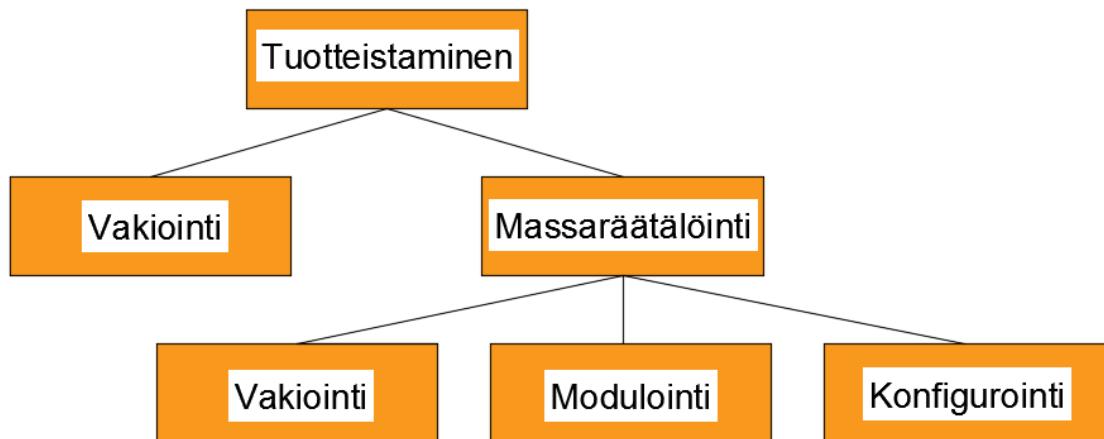 Tuotteistaminen
Vakiointi
Massaräätälöinti
Vakiointi
Modulointi
Konfigurointi